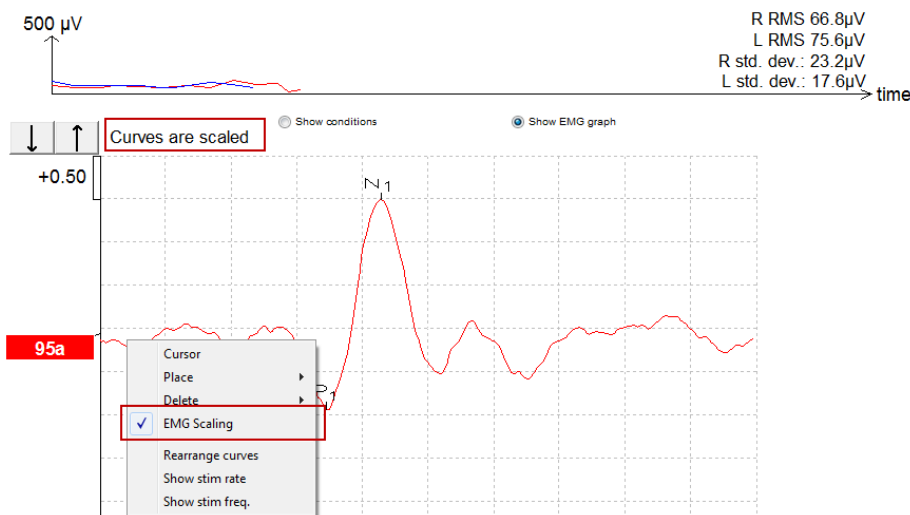 500 µV
R RMS 66.8µV
L RMS 75.6µV
R std. dev.: 23.2µV
L std. dev.: 17.6µV
time
Curves are scaled
Show conditions
Show EMG graph
+0.50
N1
95a
Cursor
Place
Delete
EMG Scaling
Rearrange curves
Show stim rate
Show stim freq.